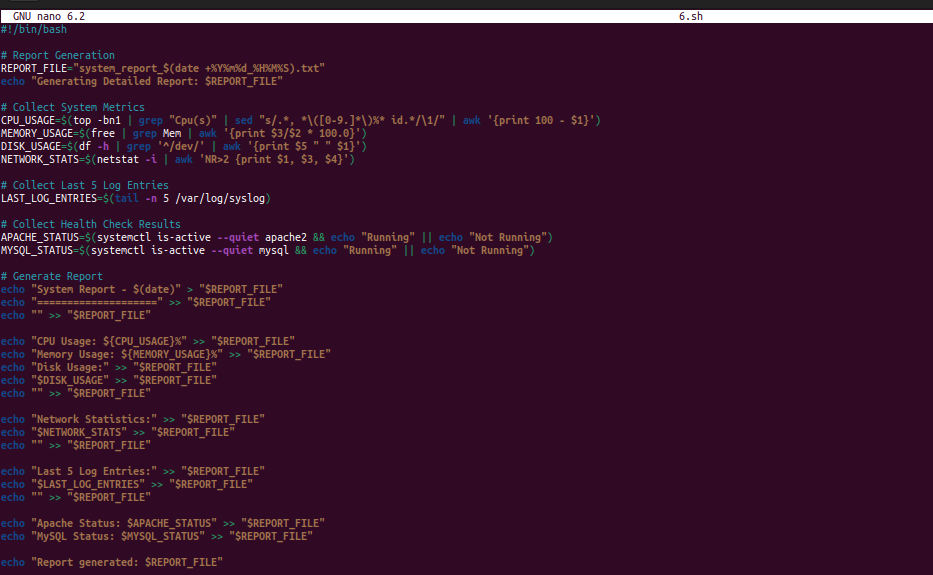 GNU nano 6.2 6.sh
#!/bin/bash
# Report Generation
REPORT_FILE="system_report_$(date +%Y%m%d_%H%M%S).txt"
echo "Generating Detailed Report: $REPORT_FILE"
# Collect System Metrics
CPU_USAGE=$(top -bn1 | grep "Cpu(s)" | sed "s/.*, *\([0-9.]*\)%* id.*/\1/" | awk '{print 100 - $1}')
MEMORY_USAGE=$(free | grep Mem | awk '{print $3/$2 * 100.0}')
DISK_USAGE=$(df -h | grep '^/dev/' | awk '{print $5 " " $1}')
NETWORK_STATS=$(netstat -i | awk 'NR>2 {print $1, $3, $4}')
# Collect Last 5 Log Entries
LAST_LOG_ENTRIES=$(tail -n 5 /var/log/syslog)
# Collect Health Check Results
APACHE_STATUS=$(systemctl is-active --quiet apache2 && echo "Running" || echo "Not Running")
MYSQL_STATUS=$(systemctl is-active --quiet mysql && echo "Running" || echo "Not Running")
# Generate Report
echo "System Report - $(date)" > "$REPORT_FILE"
echo "====================" >> "$REPORT_FILE"
echo "" >> "$REPORT_FILE"
echo "CPU Usage: ${CPU_USAGE}%" >> "$REPORT_FILE"
echo "Memory Usage: ${MEMORY_USAGE}%" >> "$REPORT_FILE"
echo "Disk Usage:" >> "$REPORT_FILE"
echo "$DISK_USAGE" >> "$REPORT_FILE"
echo "" >> "$REPORT_FILE"
echo "Network Statistics:" >> "$REPORT_FILE"
echo "$NETWORK_STATS" >> "$REPORT_FILE"
echo "" >> "$REPORT_FILE"
echo "Last 5 Log Entries:" >> "$REPORT_FILE"
echo "$LAST_LOG_ENTRIES" >> "$REPORT_FILE"
echo "" >> "$REPORT_FILE"
echo "Apache Status: $APACHE_STATUS" >> "$REPORT_FILE"
echo "MySQL Status: $MYSQL_STATUS" >> "$REPORT_FILE"
echo "Report generated: $REPORT_FILE"